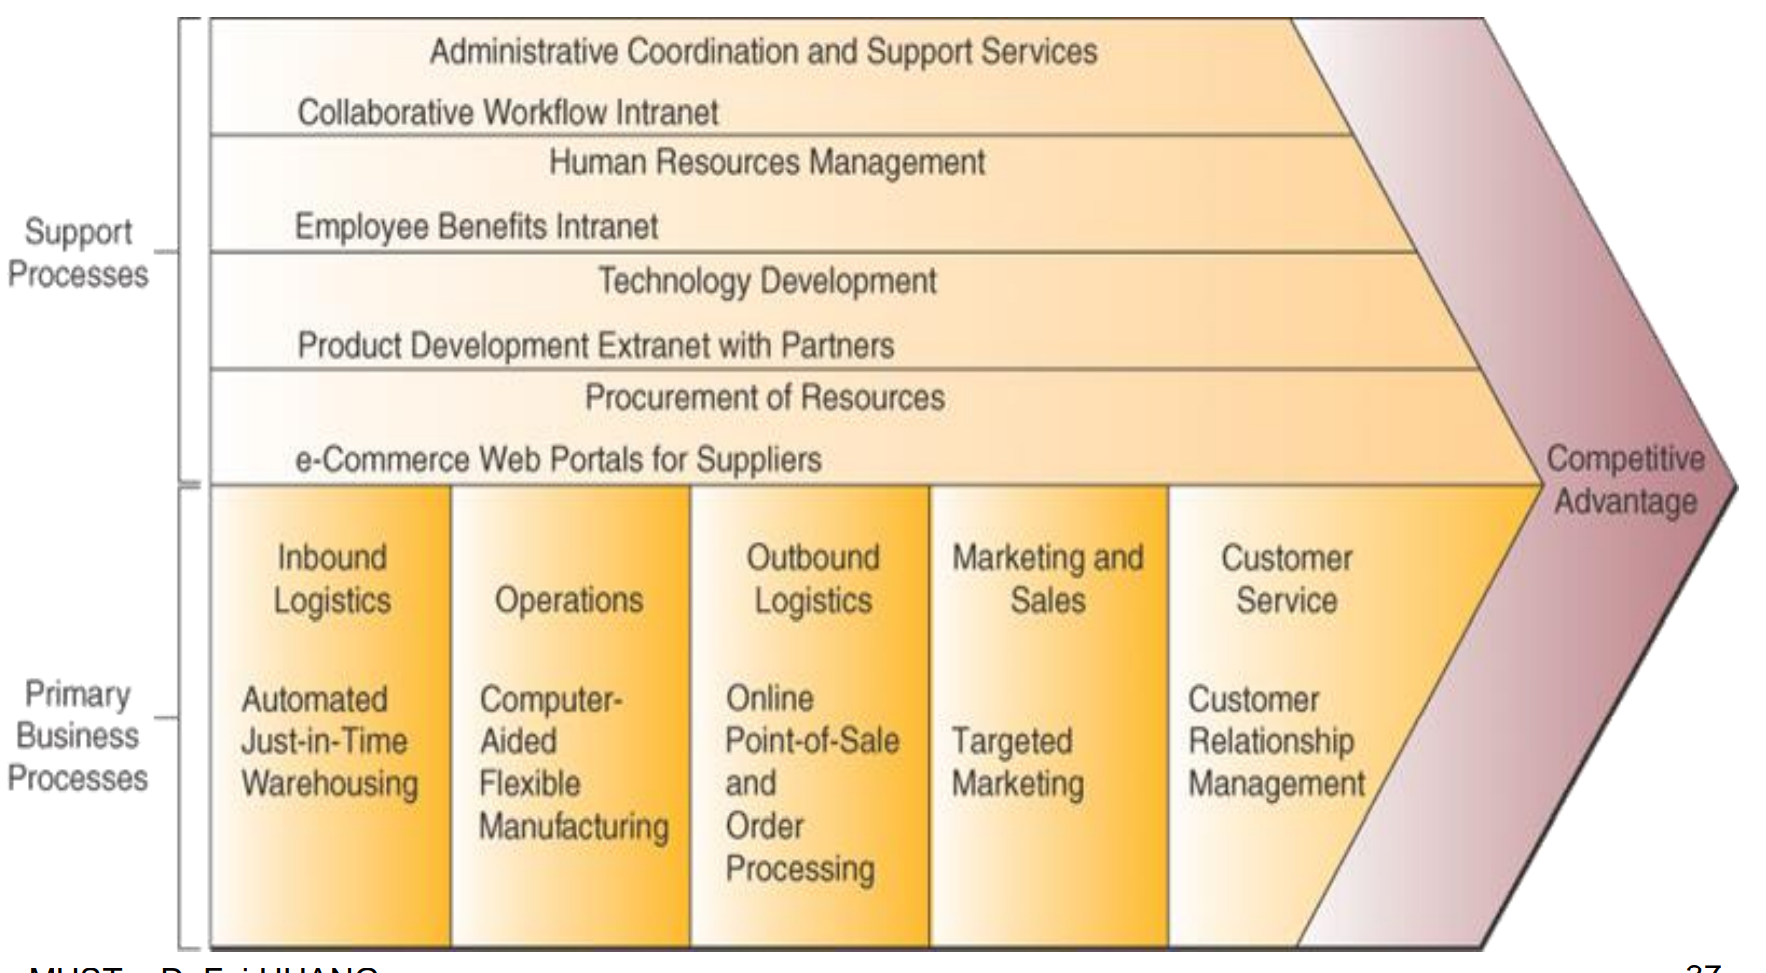 Administrative Coordination and Support Services
Collaborative Workflow Intranet
Human Resources Management
Employee Benefits Intranet
Support
Processes
Technology Development
Product Development Extranet with Partners
Procurement of Resources
e-Commerce Web Portals for Suppliers
Competitive
Advantage
Inbound
Logistics
Automated
Just-in-Time
Warehousing
Operations
Computer-
Aided
Flexible
Manufacturing
Outbound
Logistics
Online
Point-of-Sale
and
Order
Processing
Marketing and
Sales
Targeted
Marketing
Customer
Service
Customer
Relationship
Management
Primary
Business
Processes